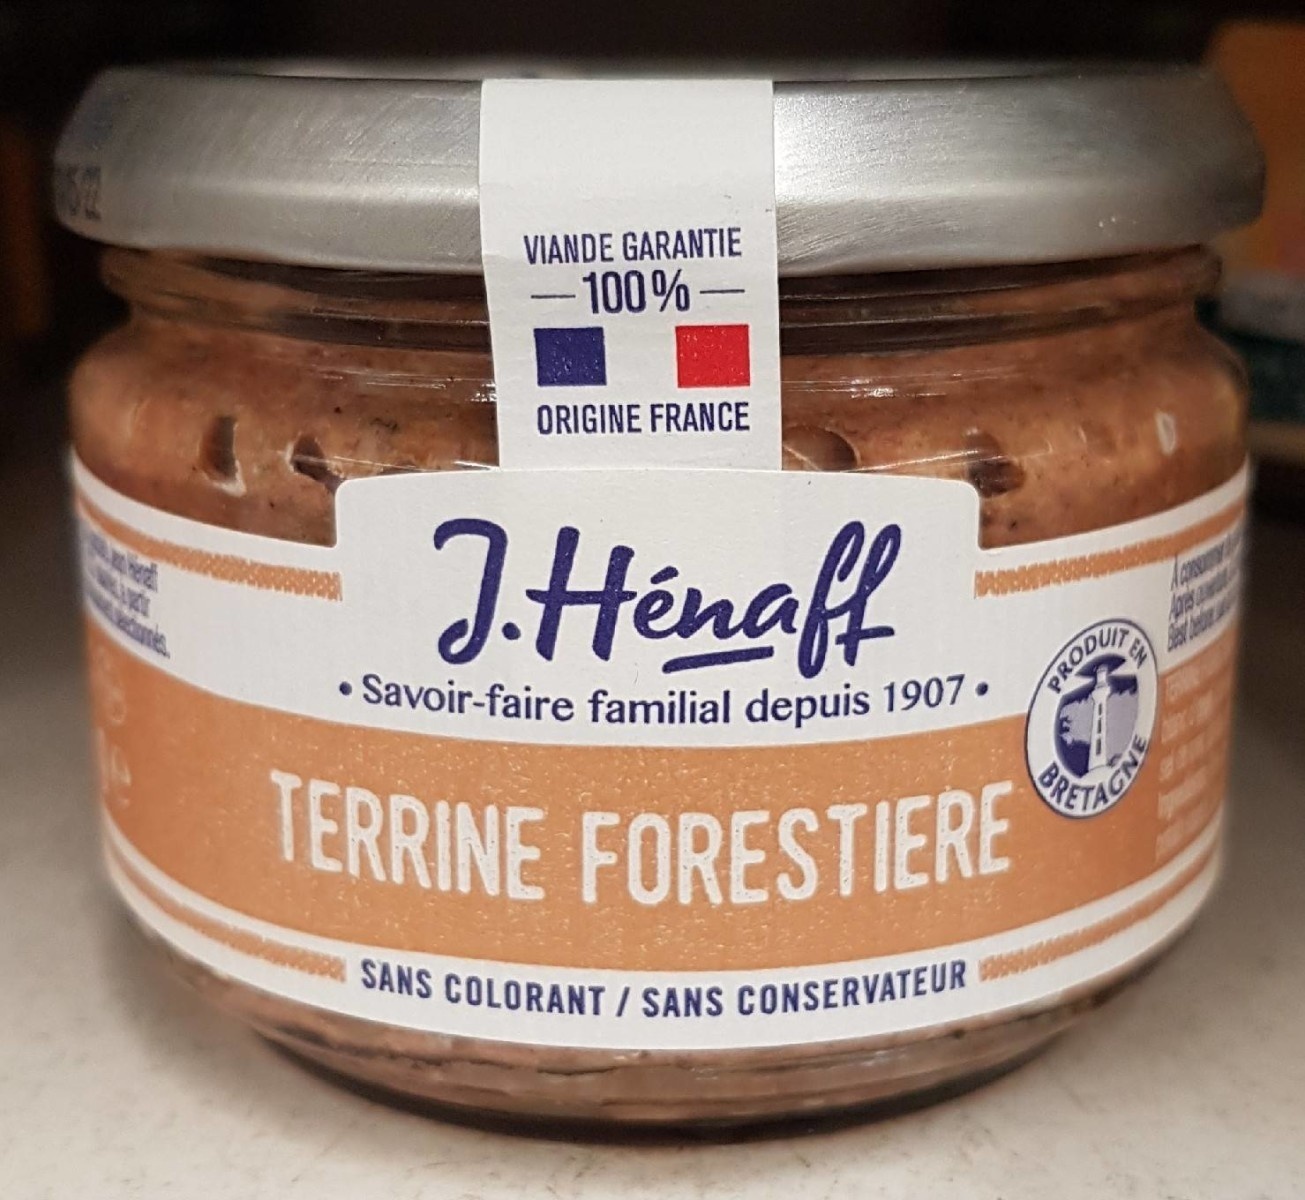 VIANDE GARANTIE
100%
ORIGINE FRANCE
J.Hénaff
• Savoir-faire familial depuis 1907 •
PRODUIT EN
BRETAGNE
TERRINE FORESTIERE
SANS COLORANT / SANS CONSERVATEUR